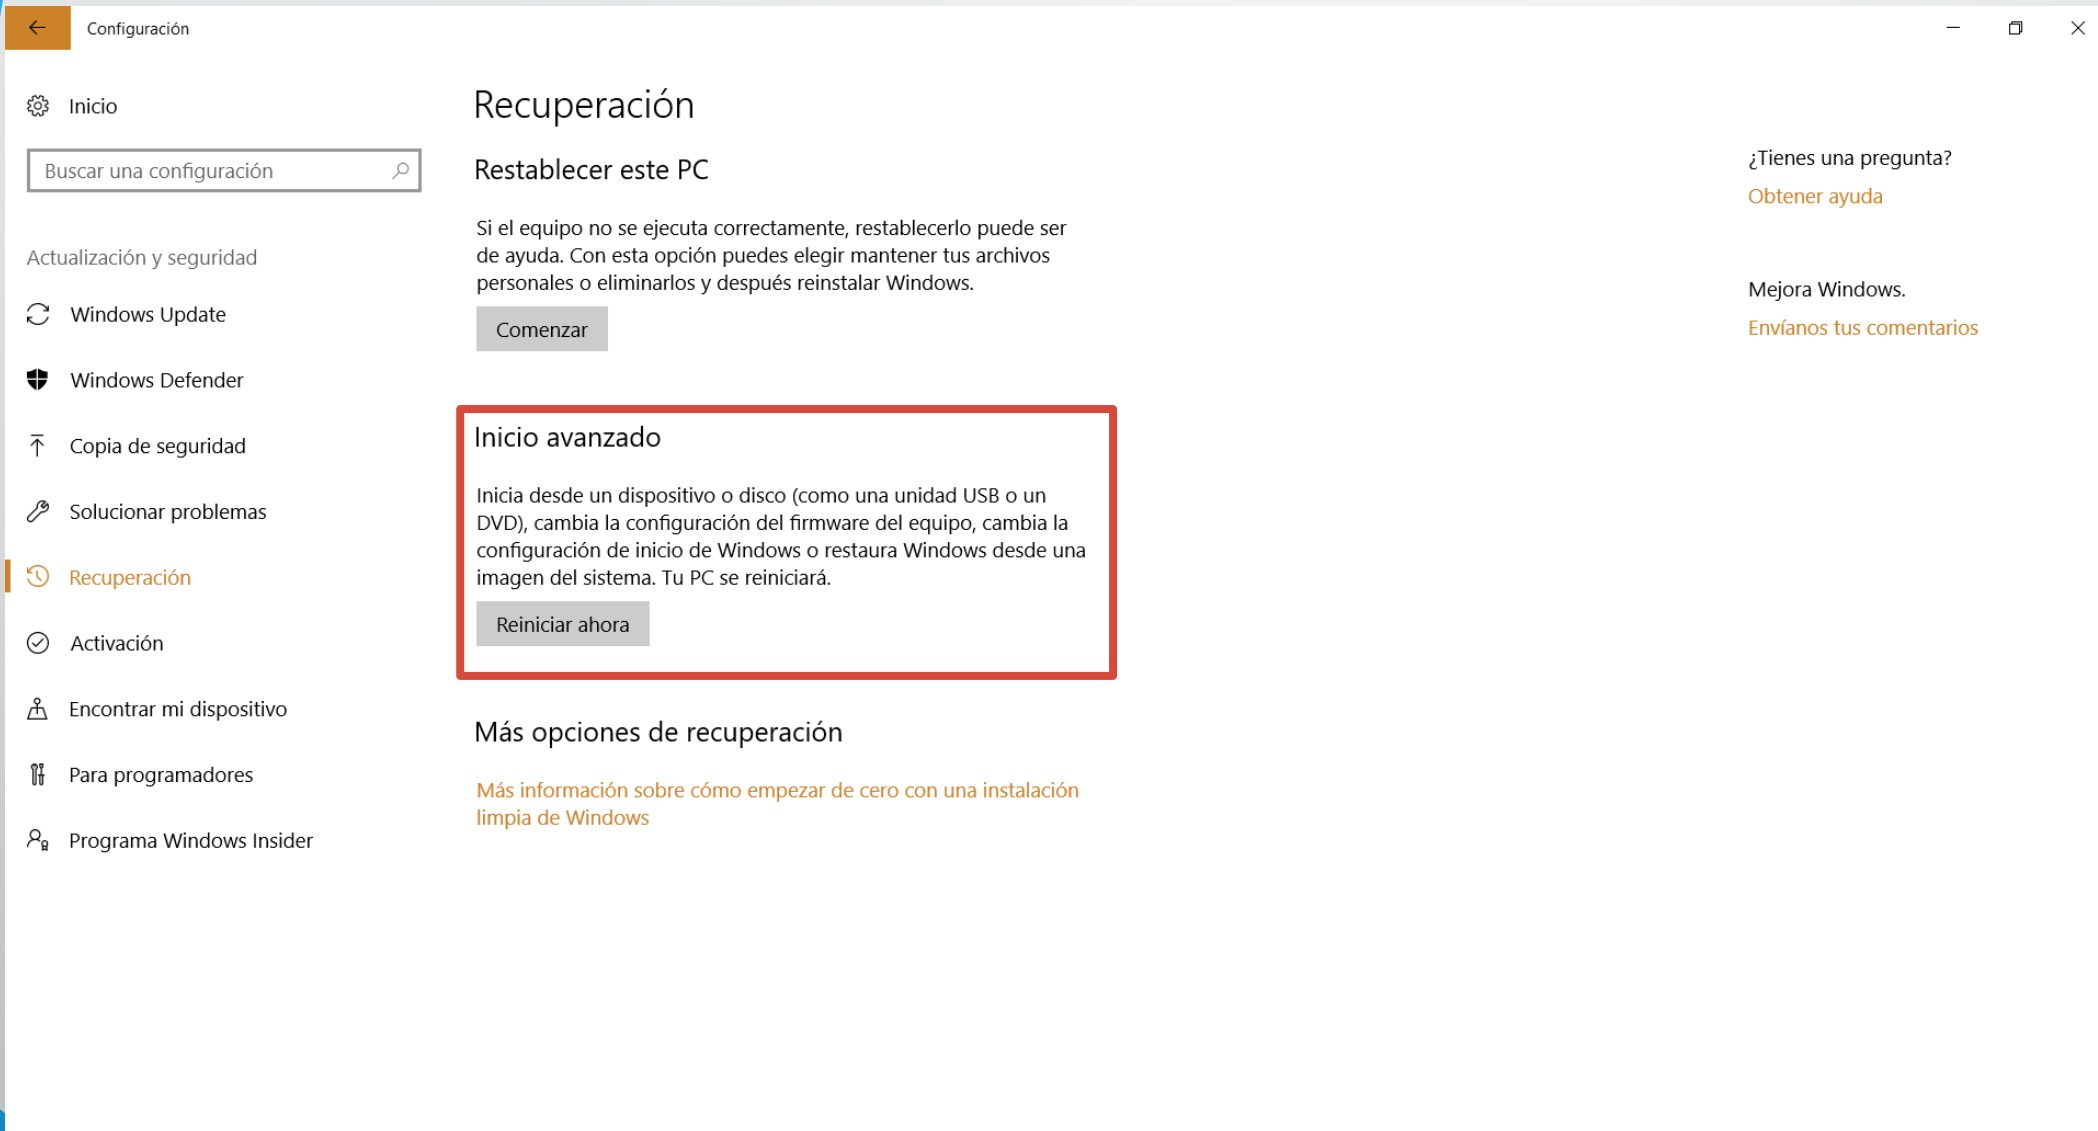 Configuración
Inicio
Buscar una configuración
Actualización y seguridad
Windows Update
Windows Defender
Copia de seguridad
Solucionar problemas
Recuperación
Activación
Encontrar mi dispositivo
Para programadores
Programa Windows Insider
Recuperación
Restablecer este PC
Si el equipo no se ejecuta correctamente, restablecerlo puede ser
de ayuda. Con esta opción puedes elegir mantener tus archivos
personales o eliminarlos y después reinstalar Windows.
Comenzar
Inicio avanzado
Inicia desde un dispositivo o disco (como una unidad USB o un
DVD), cambia la configuración del firmware del equipo, cambia la
configuración de inicio de Windows o restaura Windows desde una
imagen del sistema. Tu PC se reiniciará.
Reiniciar ahora
Más opciones de recuperación
Más información sobre cómo empezar de cero con una instalación
limpia de Windows
¿Tienes una pregunta?
Obtener ayuda
Mejora Windows.
Envíanos tus comentarios